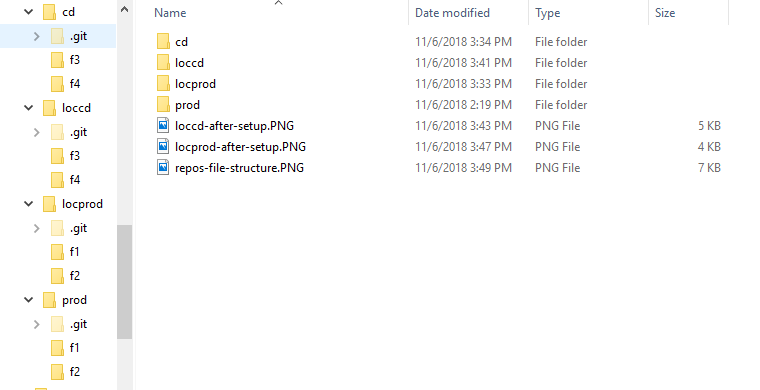 cd
.git
f3
f4
loccd
.git
f3
f4
locprod
.git
f1
f2
prod
.git
f1
f2
Name Date modified Type Size
cd 11/6/2018 3:34 PM File folder
loccd 11/6/2018 3:41 PM File folder
locprod 11/6/2018 3:33 PM File folder
prod 11/6/2018 2:19 PM File folder
loccd-after-setup.PNG 11/6/2018 3:43 PM PNG File 5 KB
locprod-after-setup.PNG 11/6/2018 3:47 PM PNG File 4 KB
repos-file-structure.PNG 11/6/2018 3:49 PM PNG File 7 KB